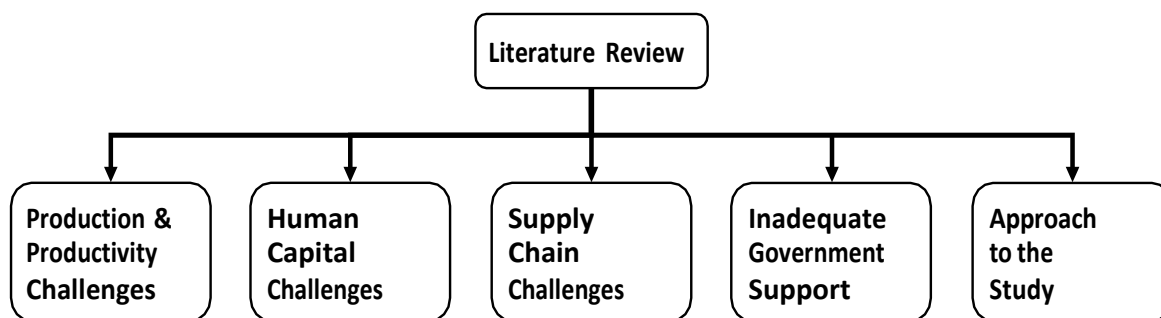 Literature Review
Production &
Productivity
Challenges
Human
Capital
Challenges
Supply
Chain
Challenges
Inadequate
Government
Support
Approach
to the
Study